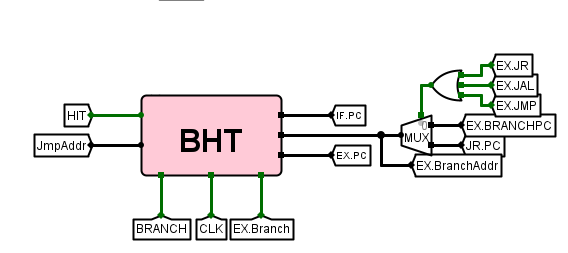 EX.JR
EX.JAL
EX.JMP
HIT
BHT
IF.PC
0
MUX
EX.BRANCHPC
JmpAddr
EX.PC
JR.PC
EX.BranchAddr
BRANCH
CLK
EX.Branch